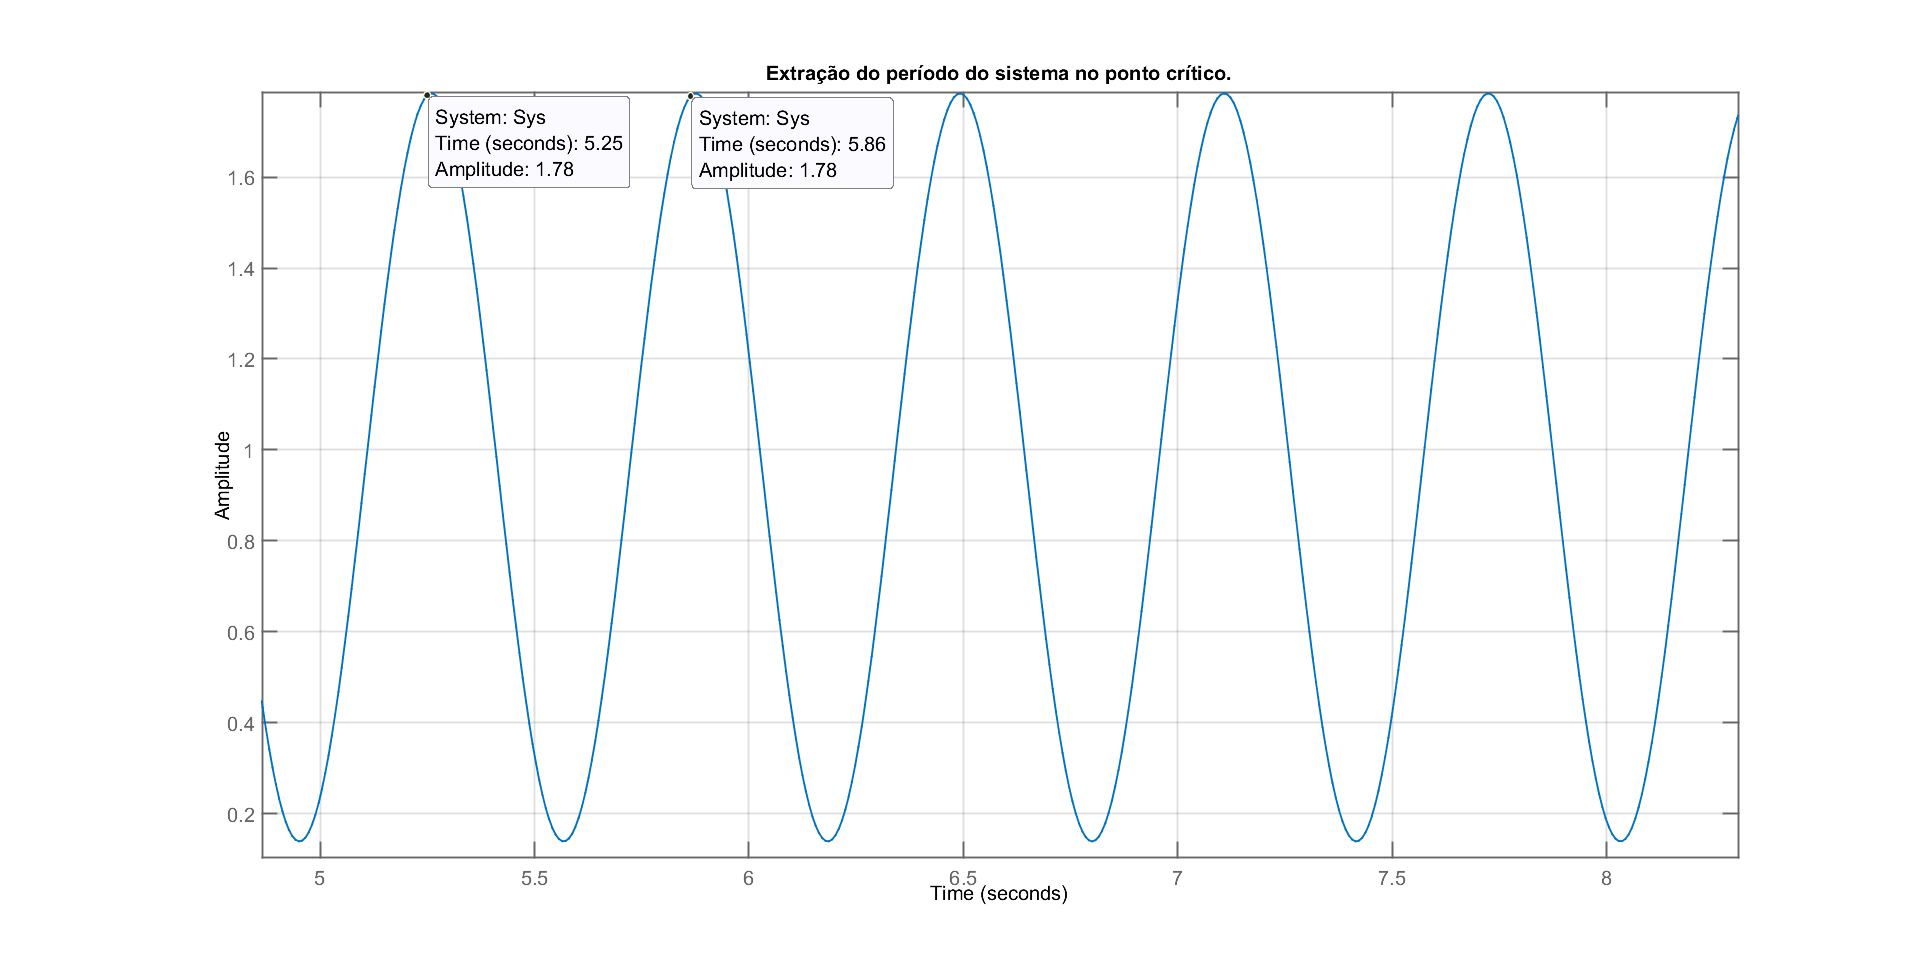 Extração do período do sistema no ponto crítico.
System: Sys
Time (seconds): 5.25
Amplitude: 1.78
System: Sys
Time (seconds): 5.86
Amplitude: 1.78
Amplitude
1.6
1.4
1.2
1
0.8
0.6
0.4
0.2
5 5.5 6 6.5 7 7.5 8
Time (seconds)